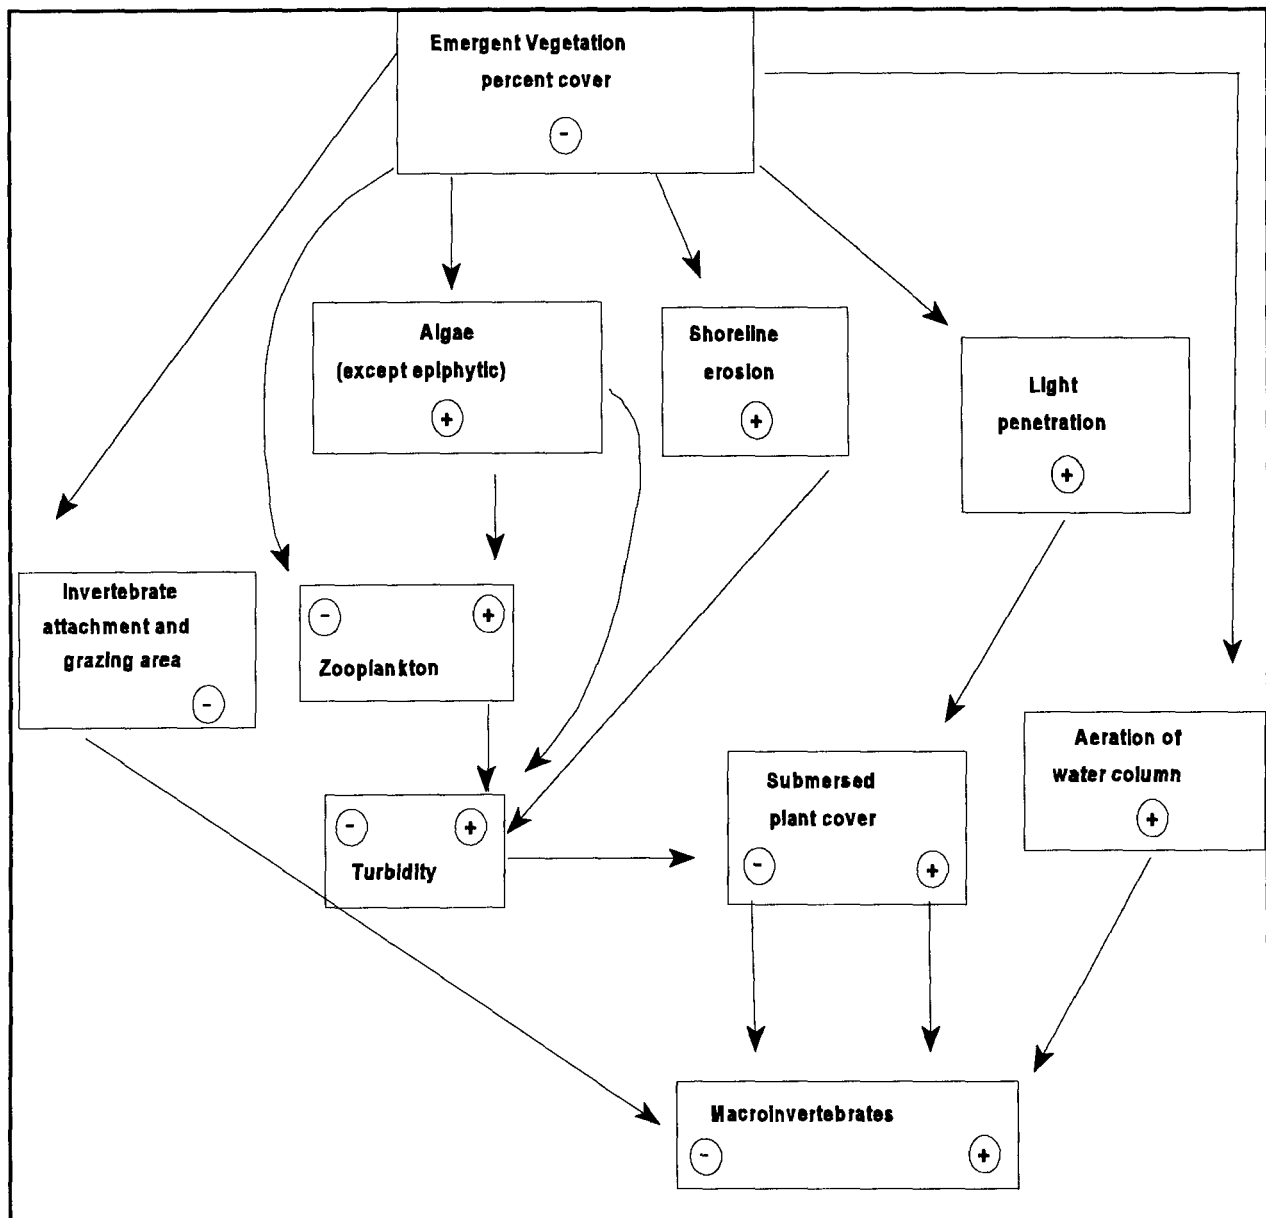 Emergent Vegetation
percent cover
-
Algae
(except epiphytic)
+
Shoreline
erosion
+
Light
penetration
+
Invertebrate
attachment and
grazing area
-
- +
Zooplankton
- +
Turbidity
Submersed
plant cover
- +
Aeration of
water column
+
Macroinvertebrates
- +